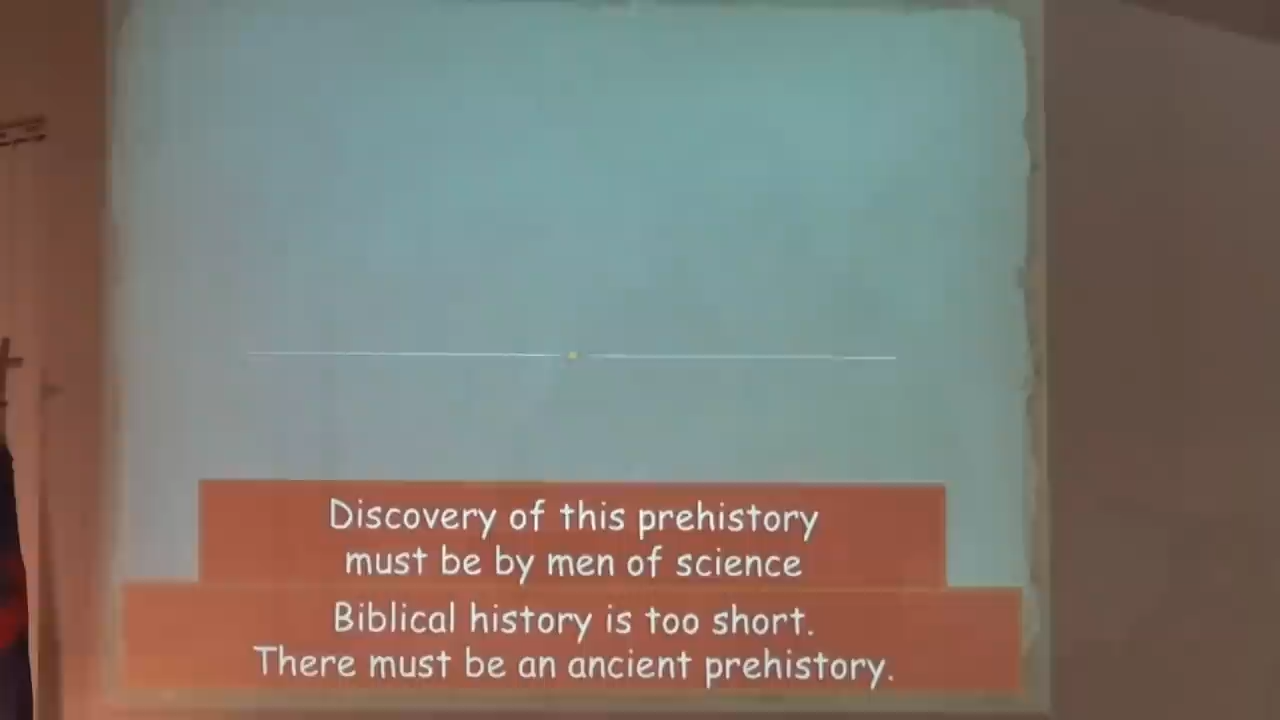 Discovery of this prehistory
must be by men of science
Biblical history is too short.
There must be an ancient prehistory.